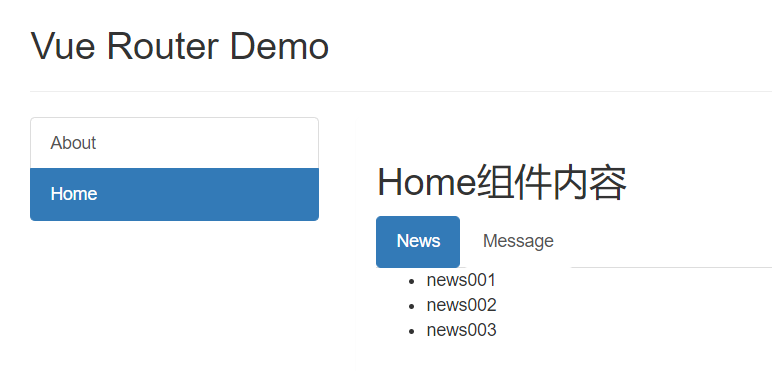 Vue Router Demo
About
Home
Home组件内容
News Message
news001
news002
news003